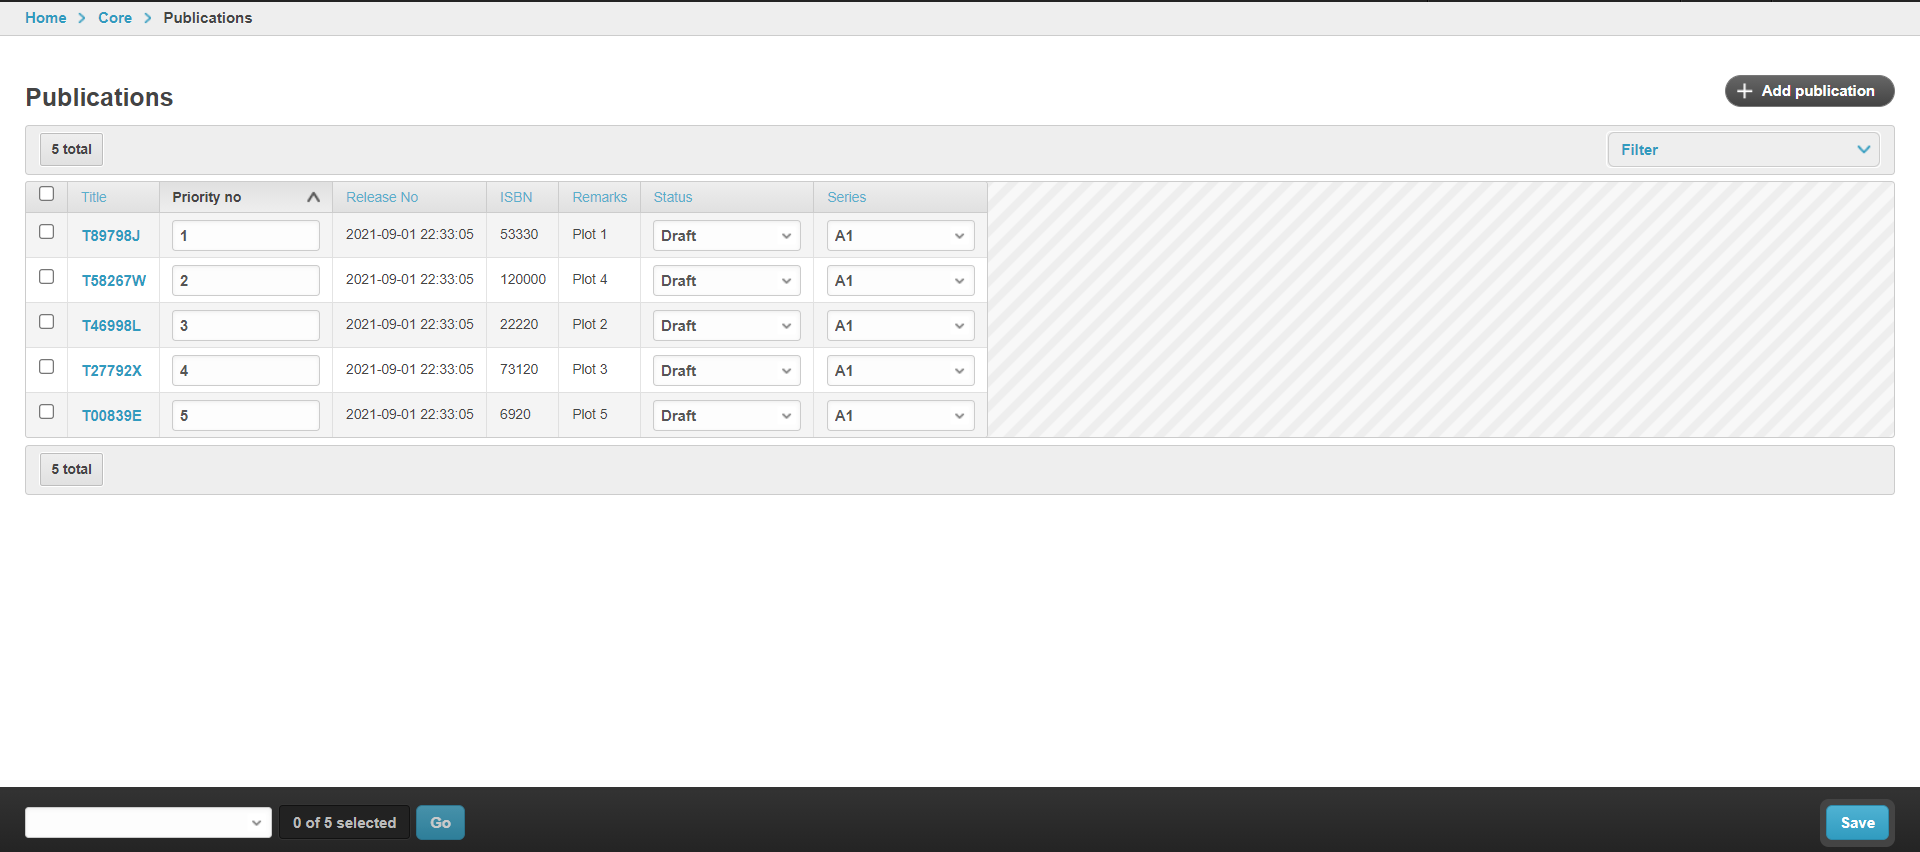 Home > Core > Publications
Publications
Add publication
5 total
Filter
Title Priority no Release No ISBN Remarks Status Series
T89798J 1 2021-09-01 22:33:05 53330 Plot 1 Draft A1
T58267W 2 2021-09-01 22:33:05 120000 Plot 4 Draft A1
T46998L 3 2021-09-01 22:33:05 22220 Plot 2 Draft A1
T27792X 4 2021-09-01 22:33:05 73120 Plot 3 Draft A1
T00839E 5 2021-09-01 22:33:05 6920 Plot 5 Draft A1
5 total
0 of 5 selected Go Save